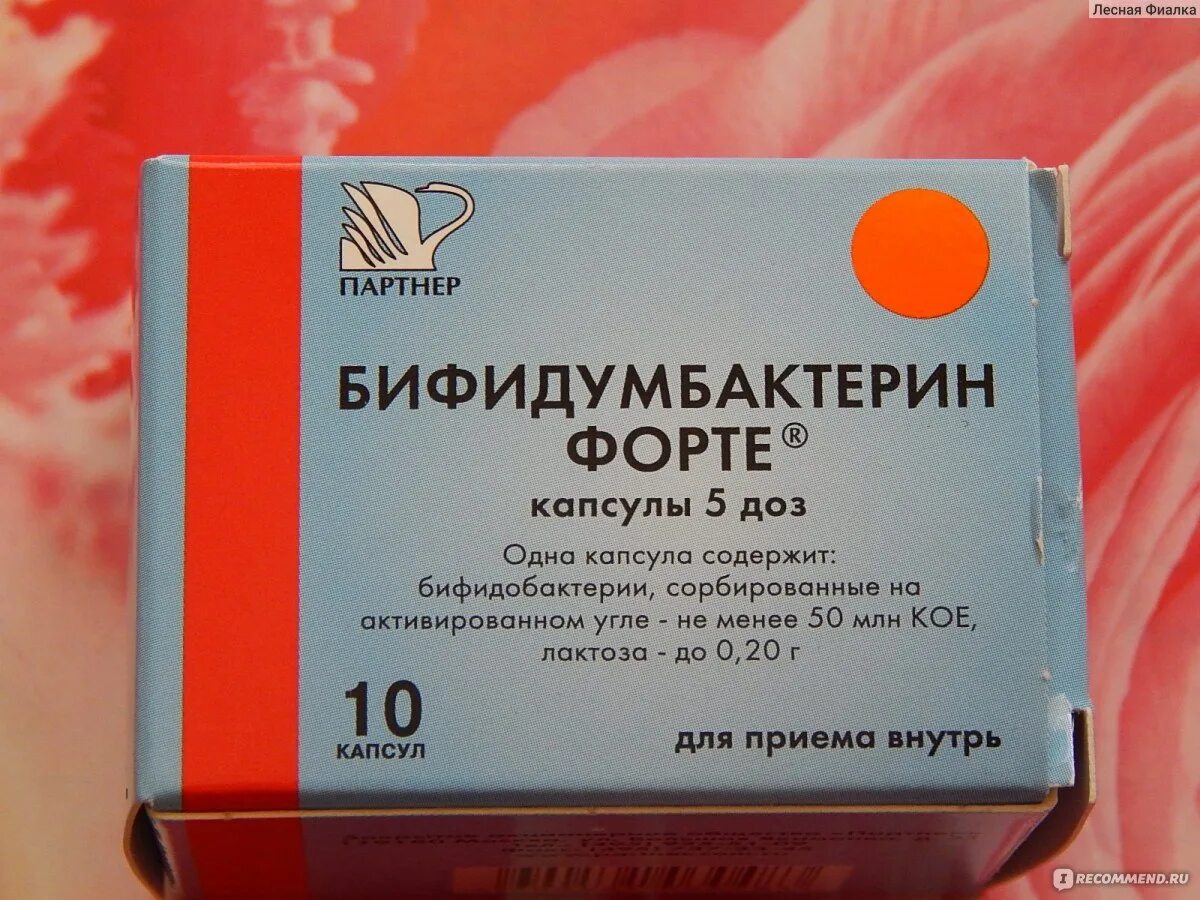 Лесная Фиалка
ПАРТНЕР
БИФИДУМБАКТЕРИН
ФОРТЕ®
капсулы 5 доз
Одна капсула содержит:
бифидобактерии, сорбированные на
активированном угле - не менее 50 млн КОЕ,
лактоза - до 0,20 г
10
КАПСУЛ
для приема внутрь
IRECOMMEND.RU